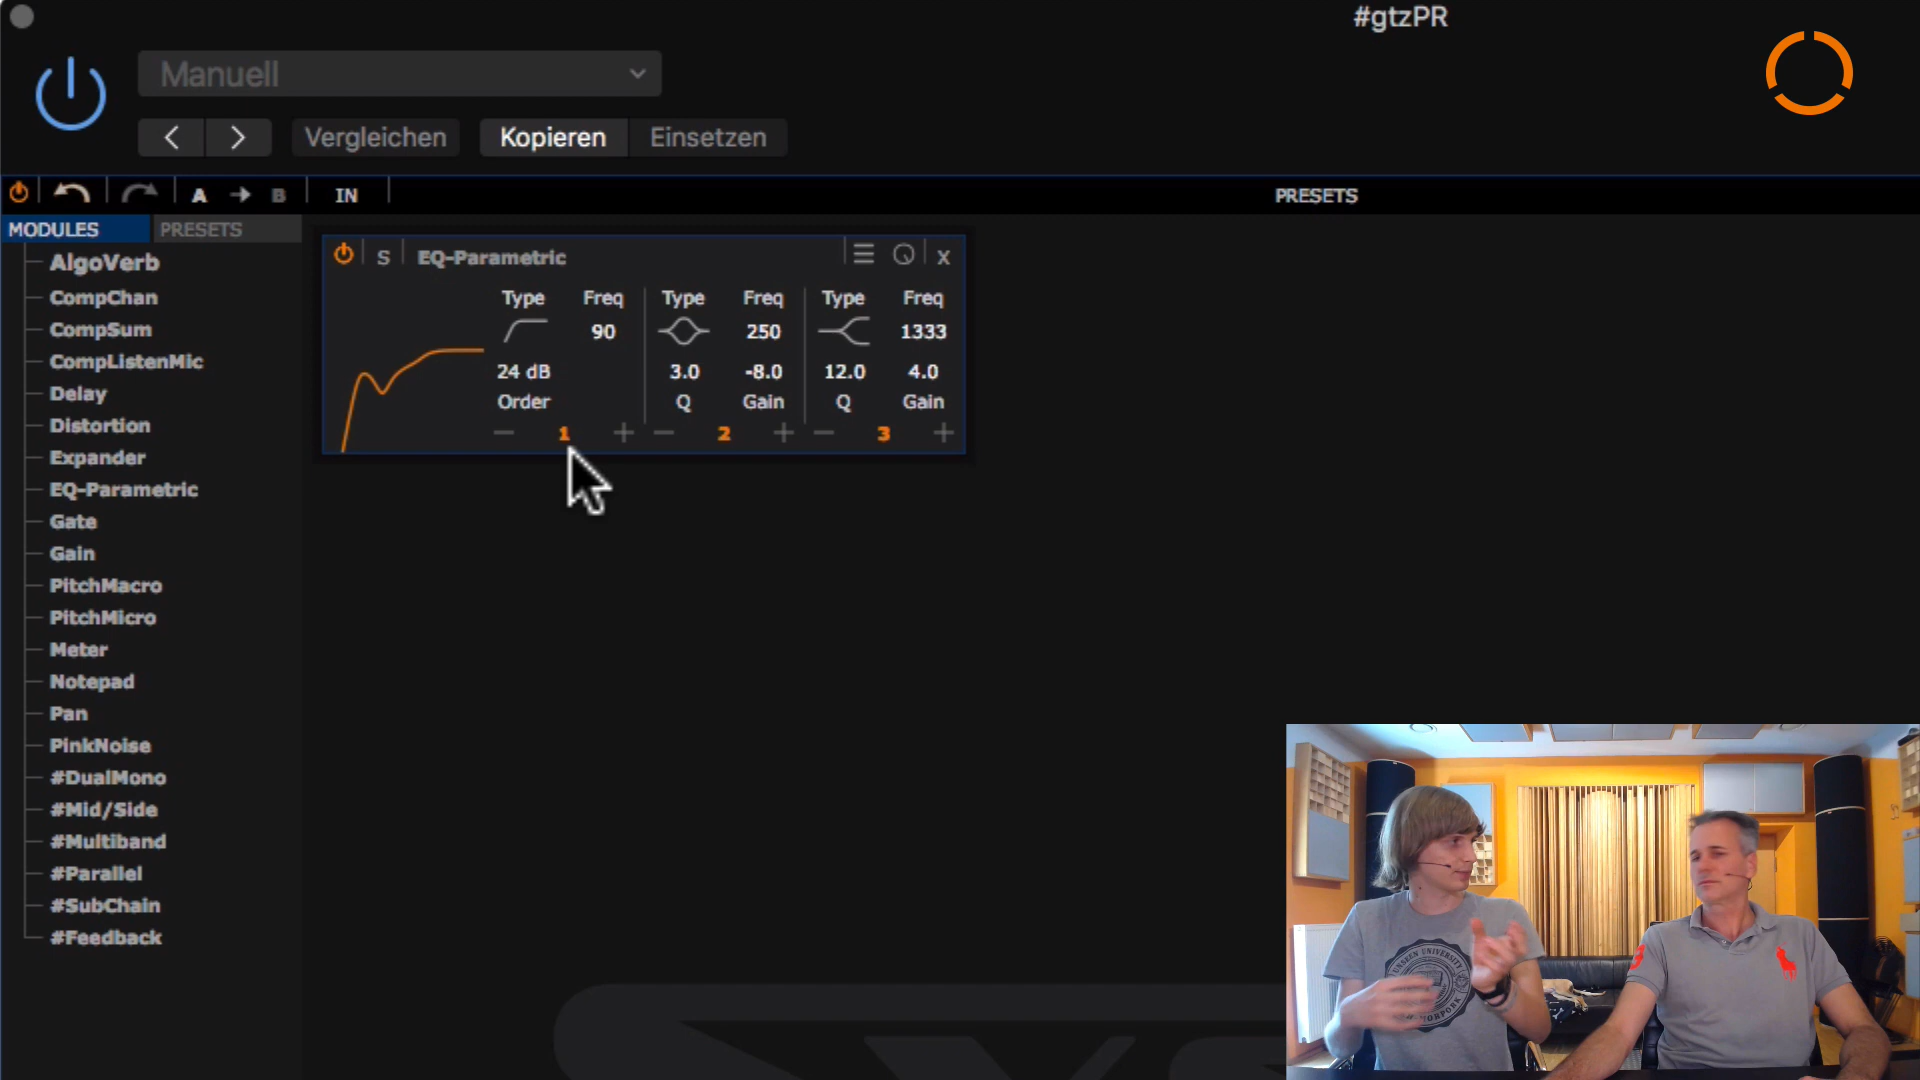 #gtzPR
Manuell
Vergleichen
Kopieren
Einsetzen
A
B
IN
PRESETS
MODULES
PRESETS
AlgoVerb
CompChan
CompSum
CompListenMic
Delay
Distortion
Expander
EQ-Parametric
Gate
Gain
PitchMacro
PitchMicro
Meter
Notepad
Pan
PinkNoise
#DualMono
#Mid/Side
#Multiband
#Parallel
#SubChain
#Feedback
S
EQ-Parametric
X
Type Freq Type Freq Type Freq
90 250 1333
24 dB 3.0 -8.0 12.0 4.0
Order Q Gain Q Gain
− 1 + − 2 + − 3 +
UNSEEN UNIVERSITY